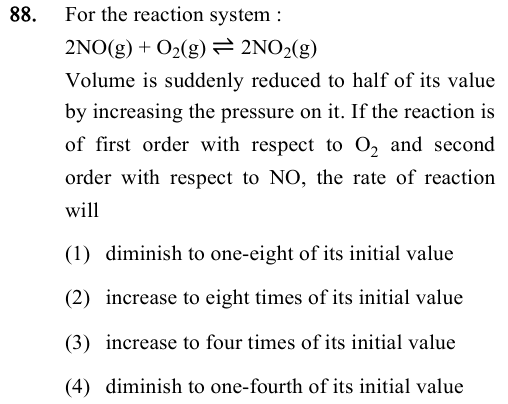 88. For the reaction system :
2NO(g) + O₂(g) ⇌ 2NO₂(g)
Volume is suddenly reduced to half of its value
by increasing the pressure on it. If the reaction is
of first order with respect to O₂ and second
order with respect to NO, the rate of reaction
will
(1) diminish to one-eight of its initial value
(2) increase to eight times of its initial value
(3) increase to four times of its initial value
(4) diminish to one-fourth of its initial value